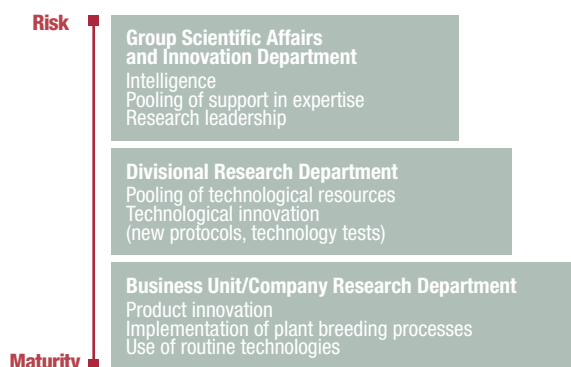 Risk
Group Scientific Affairs
and Innovation Department
Intelligence
Pooling of support in expertise
Research leadership
Divisional Research Department
Pooling of technological resources
Technological innovation
(new protocols, technology tests)
Business Unit/Company Research Department
Product innovation
Implementation of plant breeding processes
Use of routine technologies
Maturity